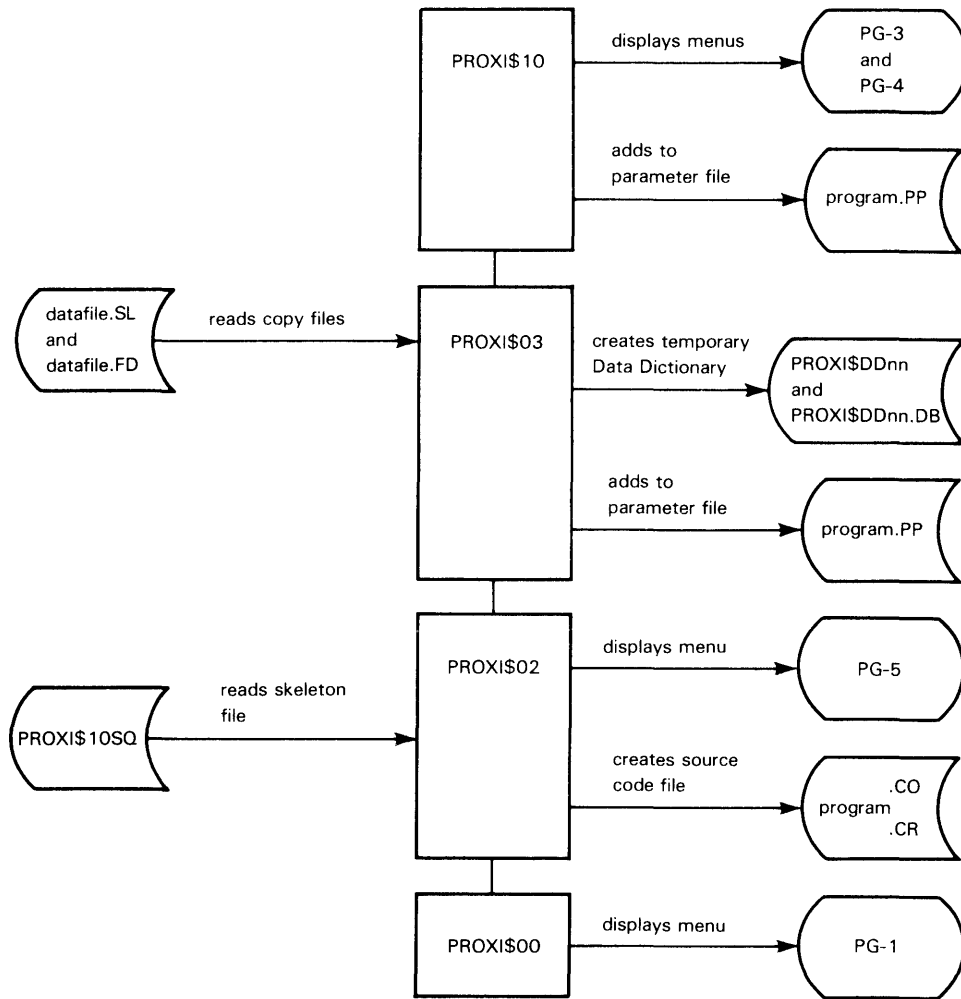 PROXI$10
displays menus
PG-3
and
PG-4
adds to
parameter file
program.PP
datafile.SL
and
datafile.FD
reads copy files
PROXI$03
creates temporary
Data Dictionary
PROXI$DDnn
and
PROXI$DDnn.DB
adds to
parameter file
program.PP
PROXI$10SQ
reads skeleton
file
PROXI$02
displays menu
PG-5
creates source
code file
.CO
program
.CR
PROXI$00
displays menu
PG-1